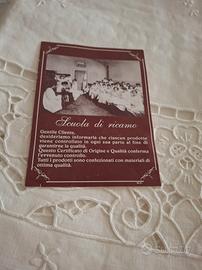 Scuola di ricamo
Gentile Cliente,
desideriamo informarla che ciascun prodotto
viene controllato in ogni sua parte al fine di
garantirne la qualità.
Questo Certificato di Origine e Qualità conferma
l'avvenuto controllo.
Tutti i prodotti sono confezionati con materiali di
ottima qualità.
subito